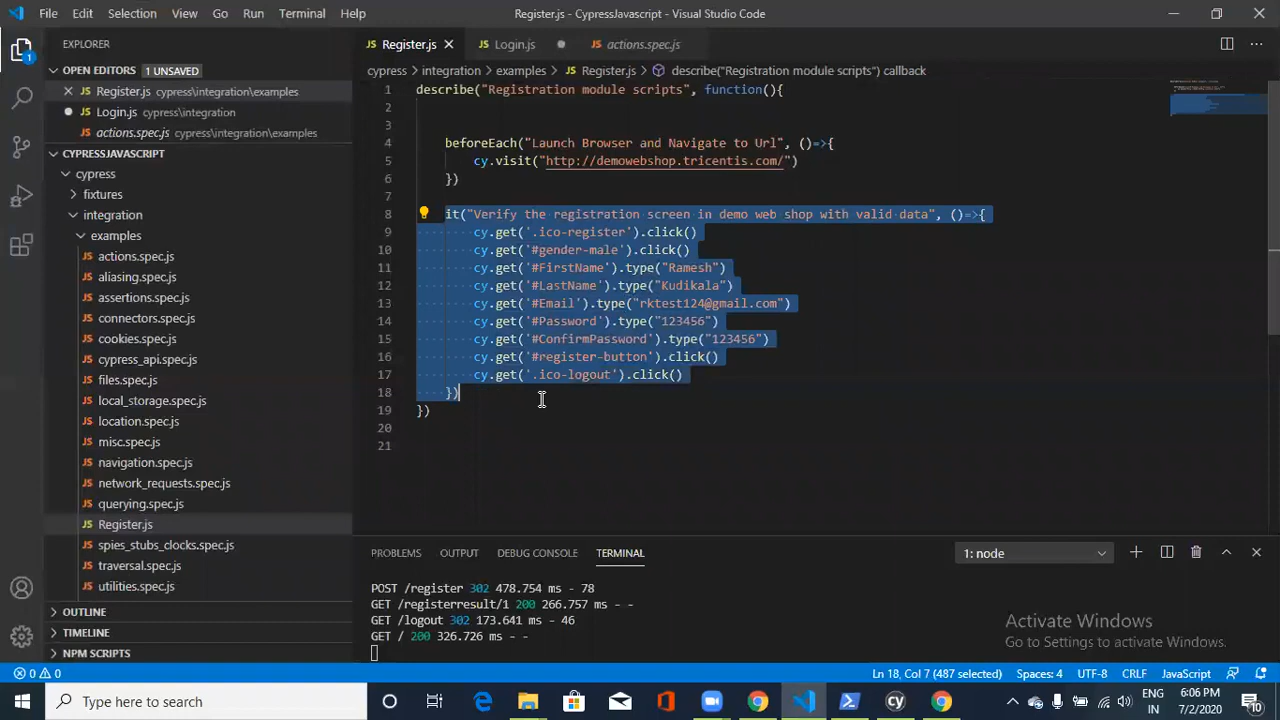 File Edit Selection View Go Run Terminal Help Register.js - CypressJavascript - Visual Studio Code
EXPLORER
OPEN EDITORS 1 UNSAVED
Register.js cypress\integration\examples
Login.js cypress\integration
actions.spec.js cypress\integration\examples
CYPRESSJAVASCRIPT
cypress
fixtures
integration
examples
actions.spec.js
aliasing.spec.js
assertions.spec.js
connectors.spec.js
cookies.spec.js
cypress_api.spec.js
files.spec.js
local_storage.spec.js
location.spec.js
misc.spec.js
navigation.spec.js
network_requests.spec.js
querying.spec.js
Register.js
spies_stubs_clocks.spec.js
traversal.spec.js
utilities.spec.js
OUTLINE
TIMELINE
NPM SCRIPTS
Register.js Login.js actions.spec.js
cypress > integration > examples > Register.js > describe("Registration module scripts") callback
1 describe("Registration module scripts", function(){
2
3
4 beforeEach("Launch Browser and Navigate to Url", ()=>{
5 cy.visit("http://demowebshop.tricentis.com/")
6 })
7
8 it("Verify the registration screen in demo web shop with valid data", ()=>{
9 cy.get('.ico-register').click()
10 cy.get('#gender-male').click()
11 cy.get('#FirstName').type("Ramesh")
12 cy.get('#LastName').type("Kudikala")
13 cy.get('#Email').type("rktest124@gmail.com")
14 cy.get('#Password').type("123456")
15 cy.get('#ConfirmPassword').type("123456")
16 cy.get('#register-button').click()
17 cy.get('.ico-logout').click()
18 })
19 })
20
21
PROBLEMS OUTPUT DEBUG CONSOLE TERMINAL 1: node
POST /register 302 478.754 ms - 78
GET /registerresult/1 200 266.757 ms - -
GET /logout 302 173.641 ms - 46
GET / 200 326.726 ms - -
Activate Windows
Go to Settings to activate Windows.
0 0 Ln 18, Col 7 (487 selected) Spaces: 4 UTF-8 CRLF JavaScript
Type here to search
ENG
IN
6:06 PM
7/2/2020
10